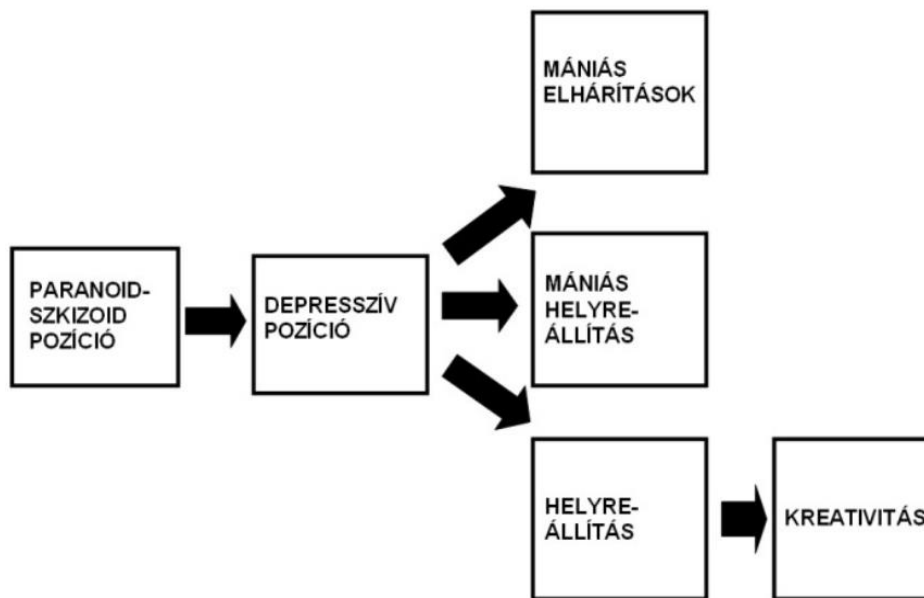 PARANOID-
SZKIZOID
POZÍCIÓ
DEPRESSZÍV
POZÍCIÓ
MÁNIÁS
ELHÁRÍTÁSOK
MÁNIÁS
HELYRE-
ÁLLÍTÁS
HELYRE-
ÁLLÍTÁS
KREATIVITÁS